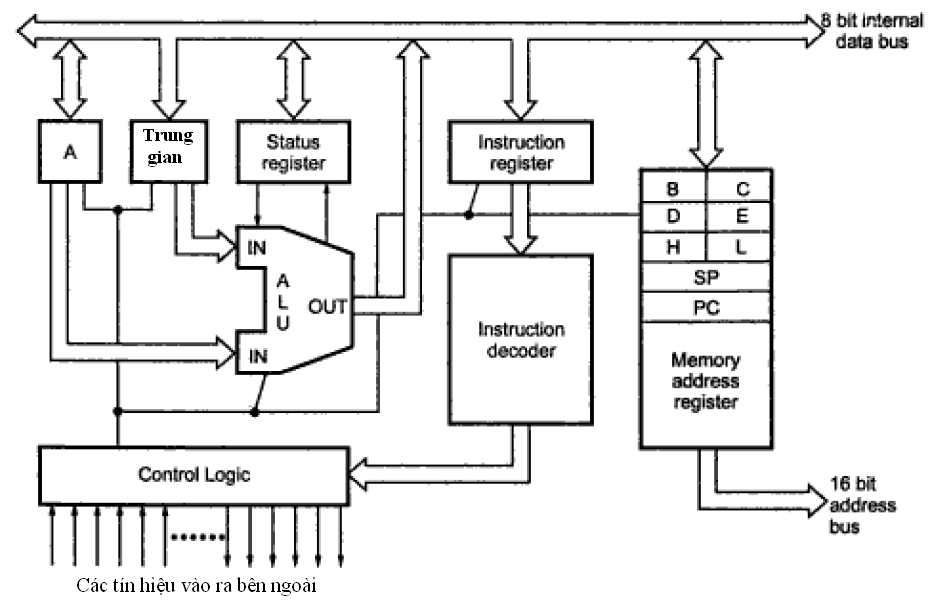 8 bit internal
data bus
A
Trung
gian
Status
register
Instruction
register
B
C
D
E
H
L
SP
PC
Memory
address
register
IN
ALU
OUT
IN
Instruction
decoder
Control Logic
16 bit
address
bus
Các tín hiệu vào ra bên ngoài